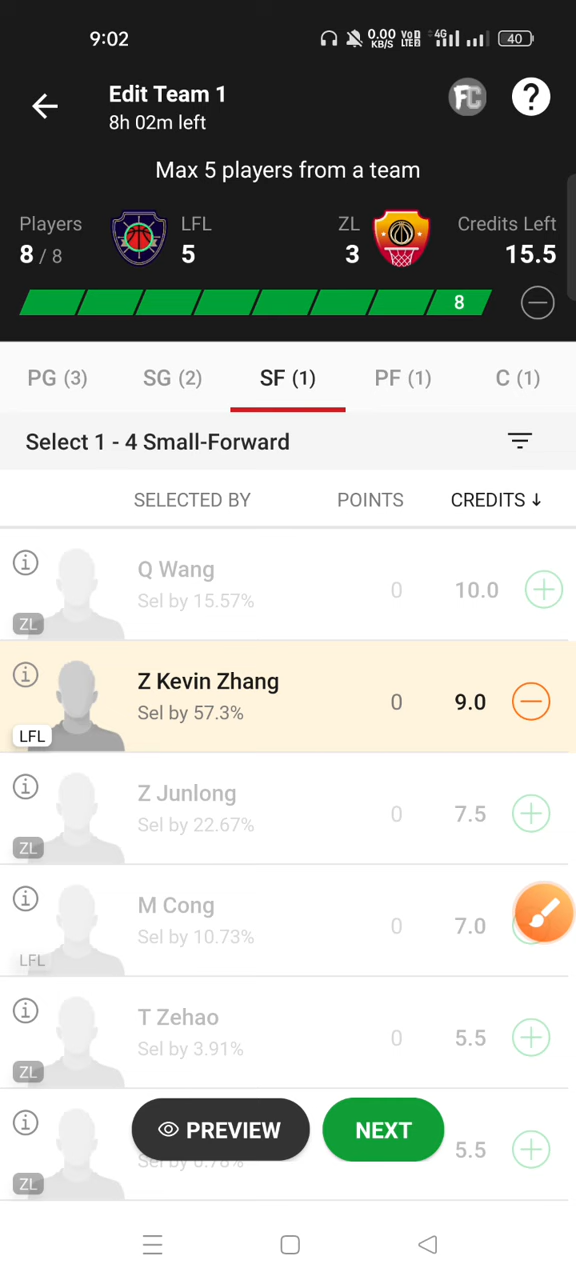 9:02
0.00 KB/S
Vo) LTE2
4G
40
Edit Team 1
8h 02m left
FC
?
Max 5 players from a team
Players
8 / 8
LFL
5
ZL
3
Credits Left
15.5
8
PG (3)
SG (2)
SF (1)
PF (1)
C (1)
Select 1 - 4 Small-Forward
SELECTED BY
POINTS
CREDITS ↓
Q Wang
Sel by 15.57%
0
10.0
ZL
Z Kevin Zhang
Sel by 57.3%
0
9.0
LFL
Z Junlong
Sel by 22.67%
0
7.5
ZL
M Cong
Sel by 10.73%
0
7.0
LFL
T Zehao
Sel by 3.91%
0
5.5
ZL
PREVIEW
NEXT
Sel by 0.78%
5.5
ZL